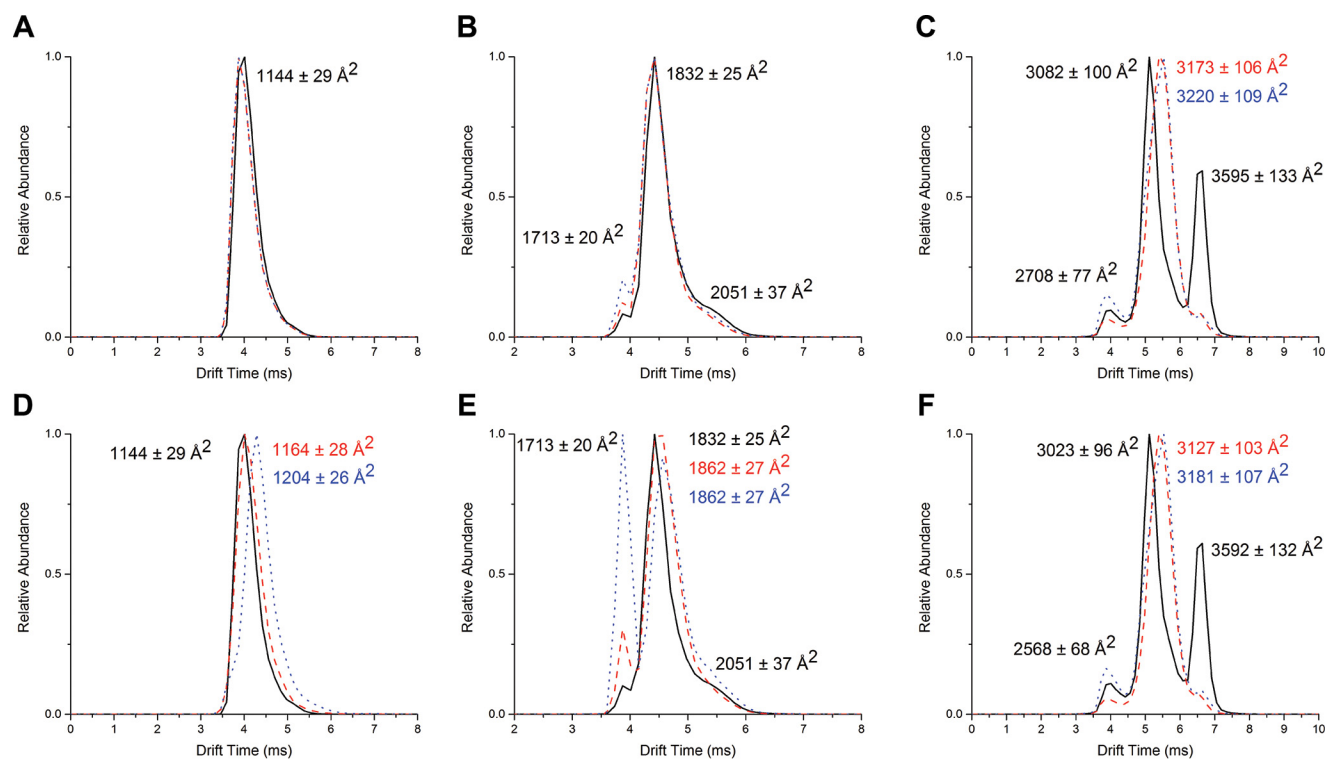 A
Relative Abundance
1.0
0.5
0.0
1144 ± 29 Å²
0 1 2 3 4 5 6 7 8
Drift Time (ms)
B
Relative Abundance
1.0
0.5
0.0
1832 ± 25 Å²
1713 ± 20 Å²
2051 ± 37 Å²
2 3 4 5 6 7 8
Drift Time (ms)
C
Relative Abundance
1.0
0.5
0.0
3082 ± 100 Å²
3173 ± 106 Å²
3220 ± 109 Å²
3595 ± 133 Å²
2708 ± 77 Å²
0 1 2 3 4 5 6 7 8 9 10
Drift Time (ms)
D
Relative Abundance
1.0
0.5
0.0
1144 ± 29 Å²
1164 ± 28 Å²
1204 ± 26 Å²
0 1 2 3 4 5 6 7 8
Drift Time (ms)
E
Relative Abundance
1.0
0.5
0.0
1713 ± 20 Å²
1832 ± 25 Å²
1862 ± 27 Å²
1862 ± 27 Å²
2051 ± 37 Å²
2 3 4 5 6 7 8
Drift Time (ms)
F
Relative Abundance
1.0
0.5
0.0
3023 ± 96 Å²
3127 ± 103 Å²
3181 ± 107 Å²
3592 ± 132 Å²
2568 ± 68 Å²
0 1 2 3 4 5 6 7 8 9 10
Drift Time (ms)